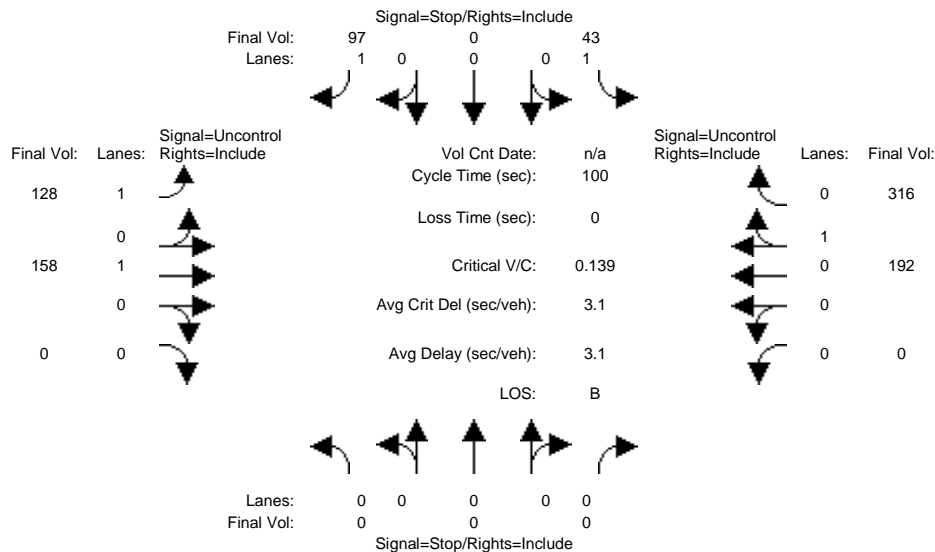 Signal=Stop/Rights=Include
Final Vol: 97 0 43
Lanes: 1 0 0 0 1
Signal=Uncontrol
Final Vol: Lanes: Rights=Include
Vol Cnt Date: n/a
Signal=Uncontrol
Rights=Include Lanes: Final Vol:
Cycle Time (sec): 100
128 1
0 316
Loss Time (sec): 0
0
1
158 1
Critical V/C: 0.139
0 192
0
Avg Crit Del (sec/veh): 3.1
0
0 0
Avg Delay (sec/veh): 3.1
0 0
LOS: B
Lanes: 0 0 0 0 0
Final Vol: 0 0 0
Signal=Stop/Rights=Include